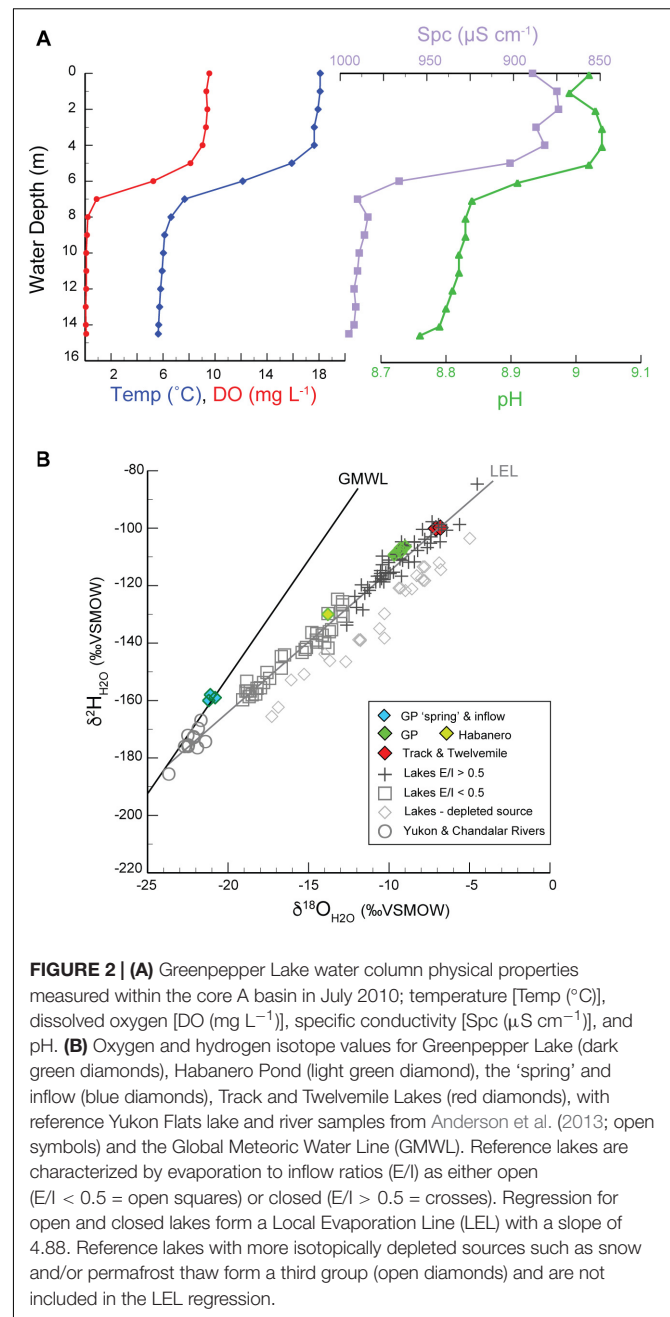 A
Spc (µS cm⁻¹)
1000 975 950 925 900 875 850
0
2
4
6
8
10
12
14
16
Water Depth (m)
2 6 10 14 18
Temp (˚C), DO (mg L⁻¹)
8.7 8.8 8.9 9 9.1
pH
B
-80
-100
-120
-140
-160
-180
-200
-220
δ²H H2O (‰VSMOW)
GMWL
LEL
GP 'spring' & inflow
GP Habanero
Track & Twelvemile
Lakes E/I > 0.5
Lakes E/I < 0.5
Lakes - depleted source
Yukon & Chandalar Rivers
-25 -20 -15 -10 -5 0
δ¹⁸O H2O (‰VSMOW)
FIGURE 2 | (A) Greenpepper Lake water column physical properties
measured within the core A basin in July 2010; temperature [Temp (°C)],
dissolved oxygen [DO (mg L⁻¹)], specific conductivity [Spc (µS cm⁻¹)], and
pH. (B) Oxygen and hydrogen isotope values for Greenpepper Lake (dark
green diamonds), Habanero Pond (light green diamond), the 'spring' and
inflow (blue diamonds), Track and Twelvemile Lakes (red diamonds), with
reference Yukon Flats lake and river samples from Anderson et al. (2013; open
symbols) and the Global Meteoric Water Line (GMWL). Reference lakes are
characterized by evaporation to inflow ratios (E/I) as either open
(E/I < 0.5 = open squares) or closed (E/I > 0.5 = crosses). Regression for
open and closed lakes form a Local Evaporation Line (LEL) with a slope of
4.88. Reference lakes with more isotopically depleted sources such as snow
and/or permafrost thaw form a third group (open diamonds) and are not
included in the LEL regression.